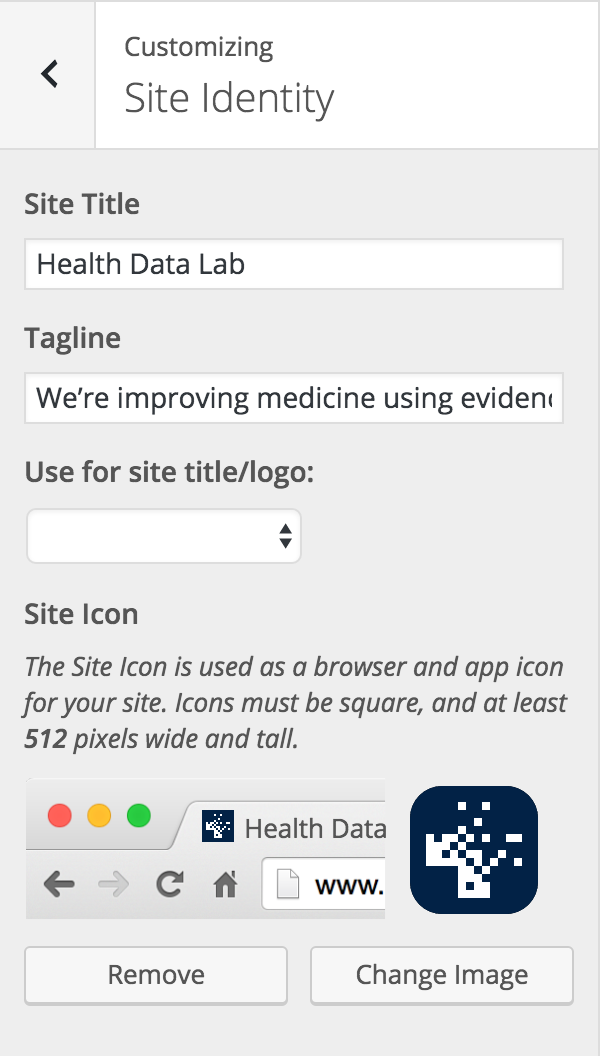 Customizing
Site Identity
Site Title
Health Data Lab
Tagline
We’re improving medicine using
Use for site title/logo:
Site Icon
The Site Icon is used as a browser and app icon
for your site. Icons must be square, and at least
512 pixels wide and tall.
Health Data
www.
Remove
Change Image